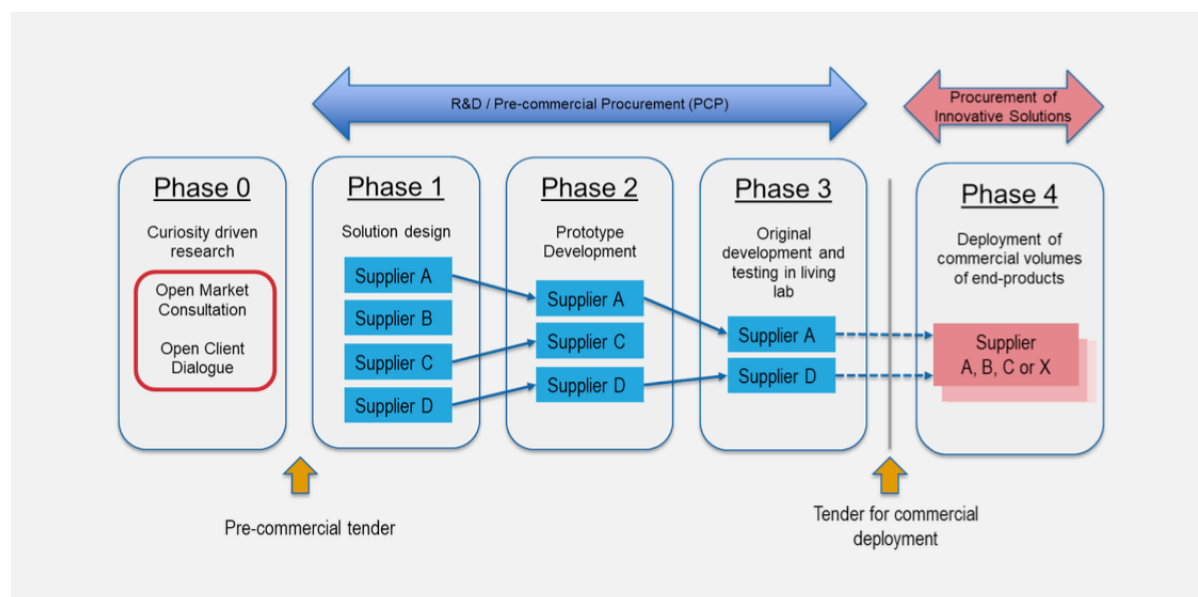 R&D / Pre-commercial Procurement (PCP)
Procurement of
Innovative Solutions
Phase 0
Curiosity driven
research
Open Market
Consultation
Open Client
Dialogue
Phase 1
Solution design
Supplier A
Supplier B
Supplier C
Supplier D
Phase 2
Prototype
Development
Supplier A
Supplier C
Supplier D
Phase 3
Original
development and
testing in living
lab
Supplier A
Supplier D
Phase 4
Deployment of
commercial volumes
of end-products
Supplier
A, B, C or X
Pre-commercial tender
Tender for commercial
deployment